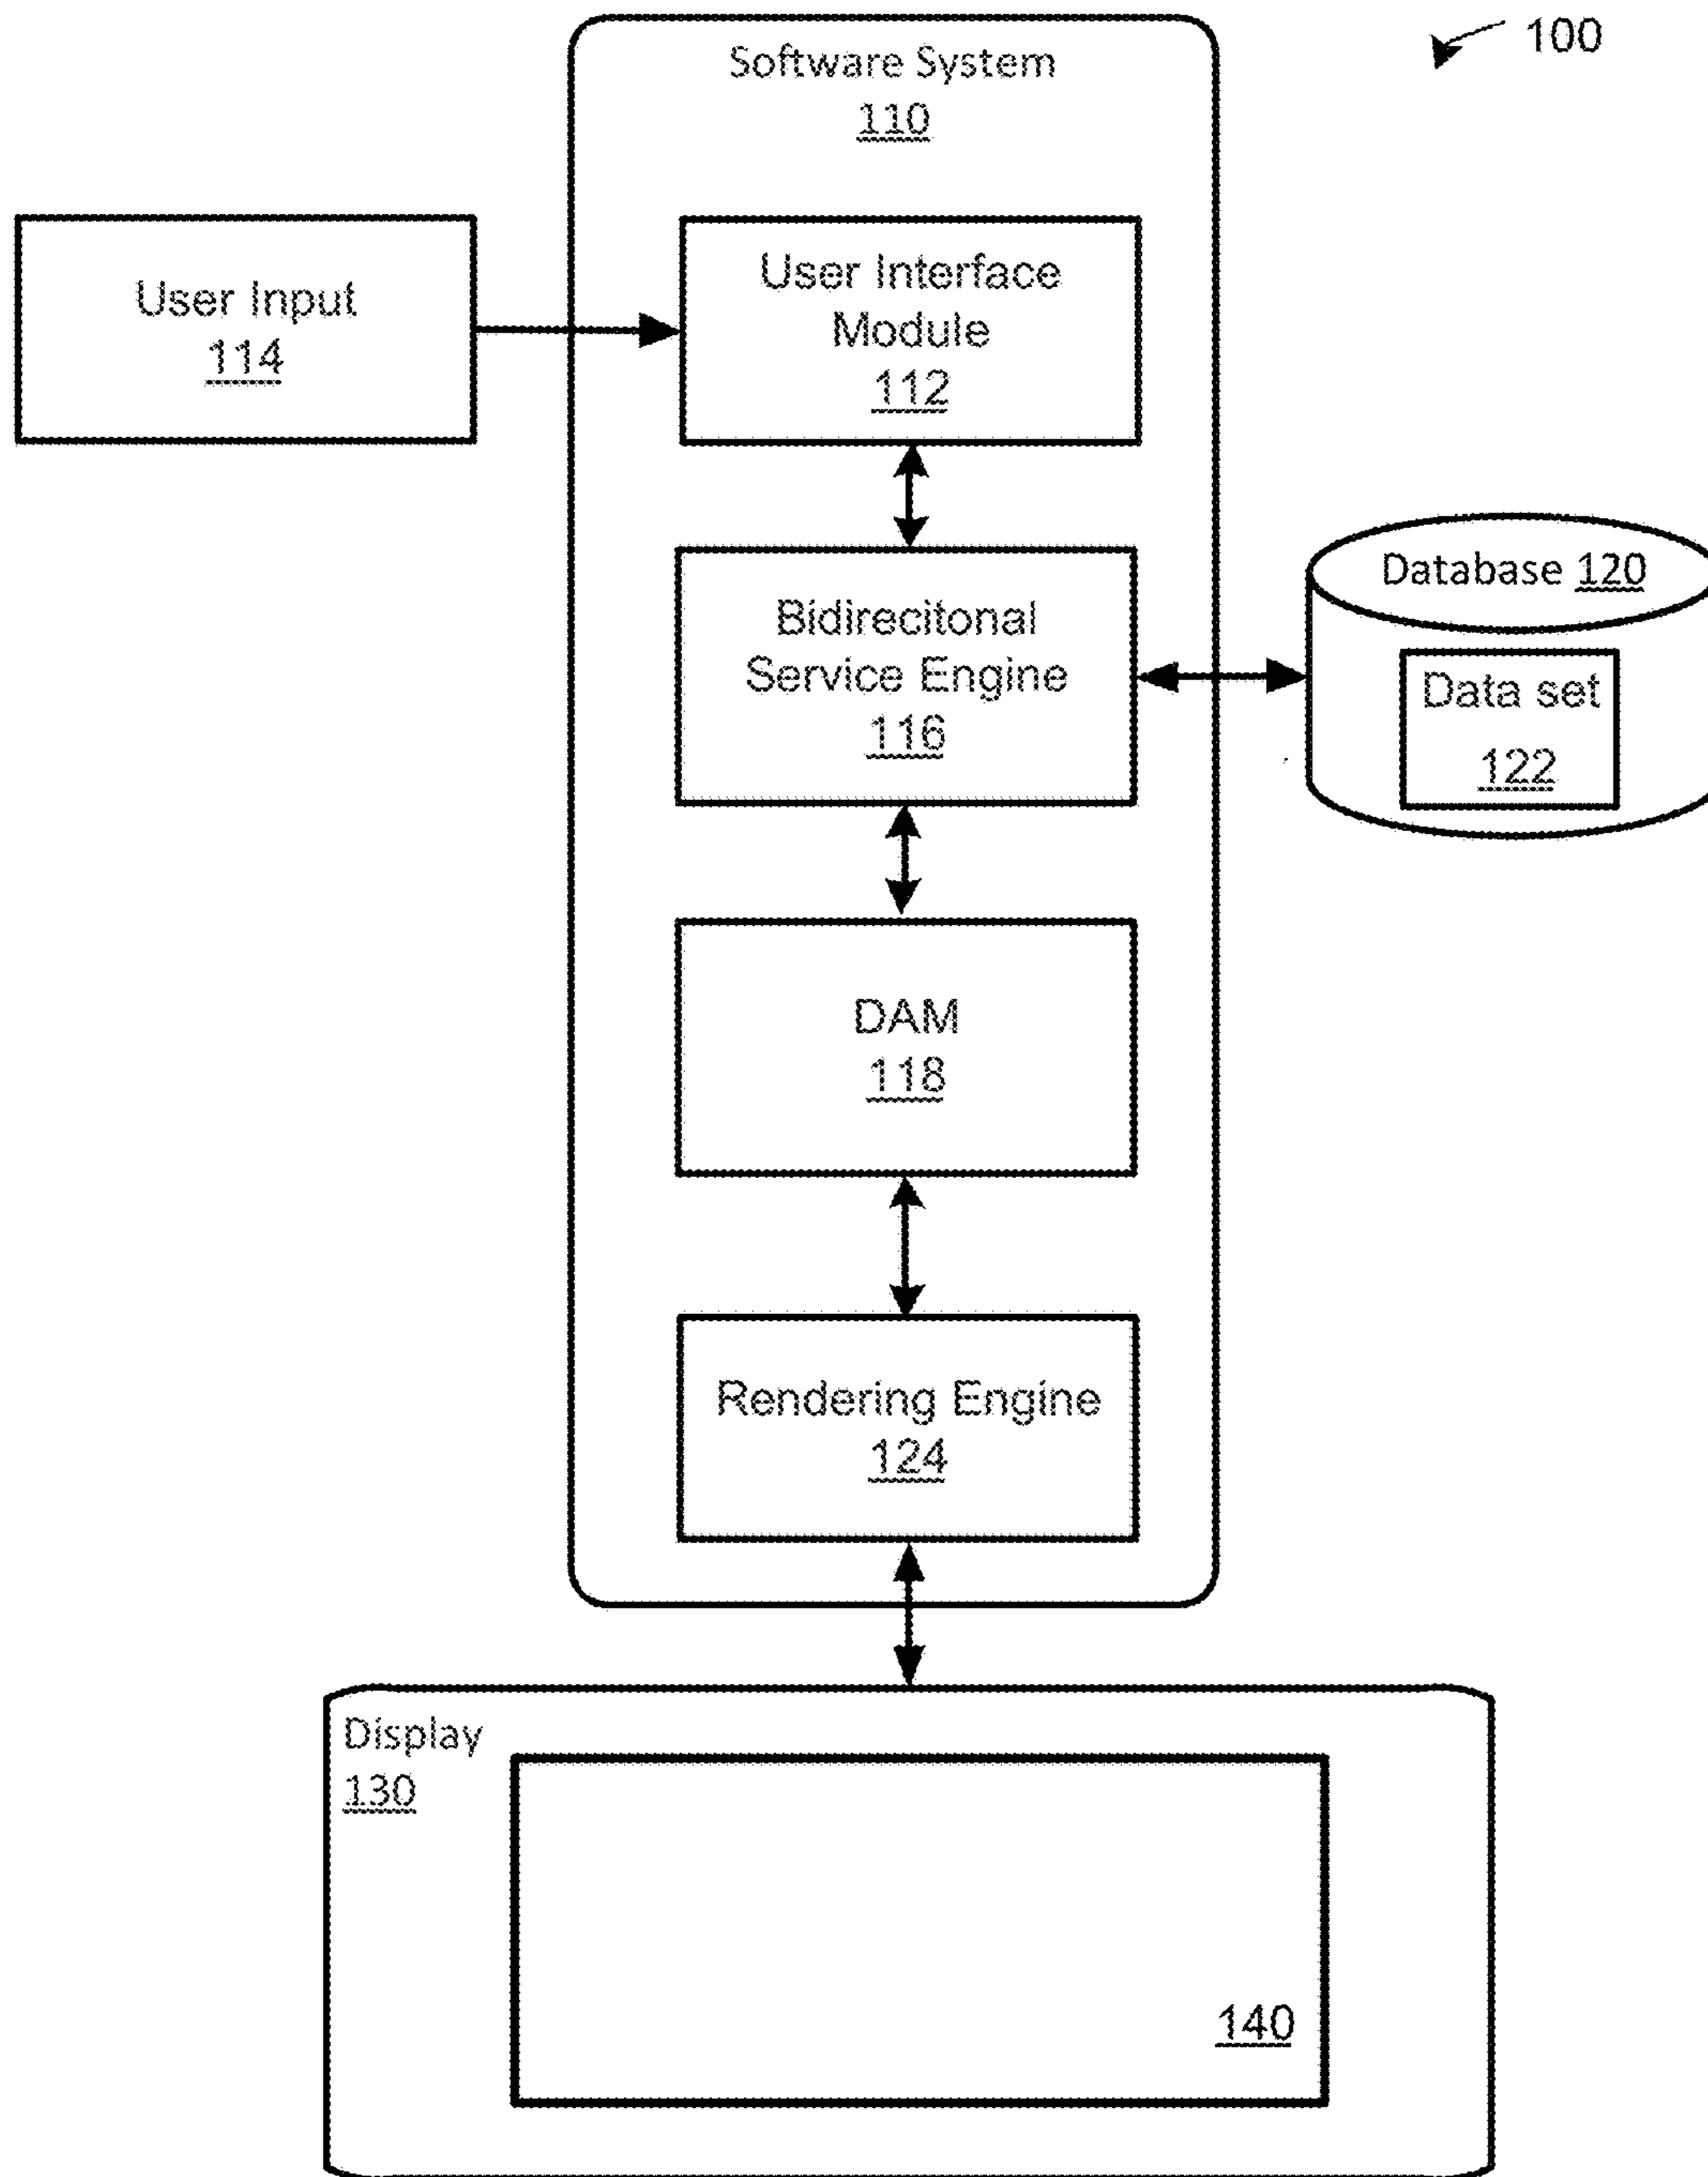 100
Software System
110
User Input
114
User Interface
Module
112
Database 120
Data set
122
Bidirecitonal
Service Engine
116
DAM
118
Rendering Engine
124
Display
130
140